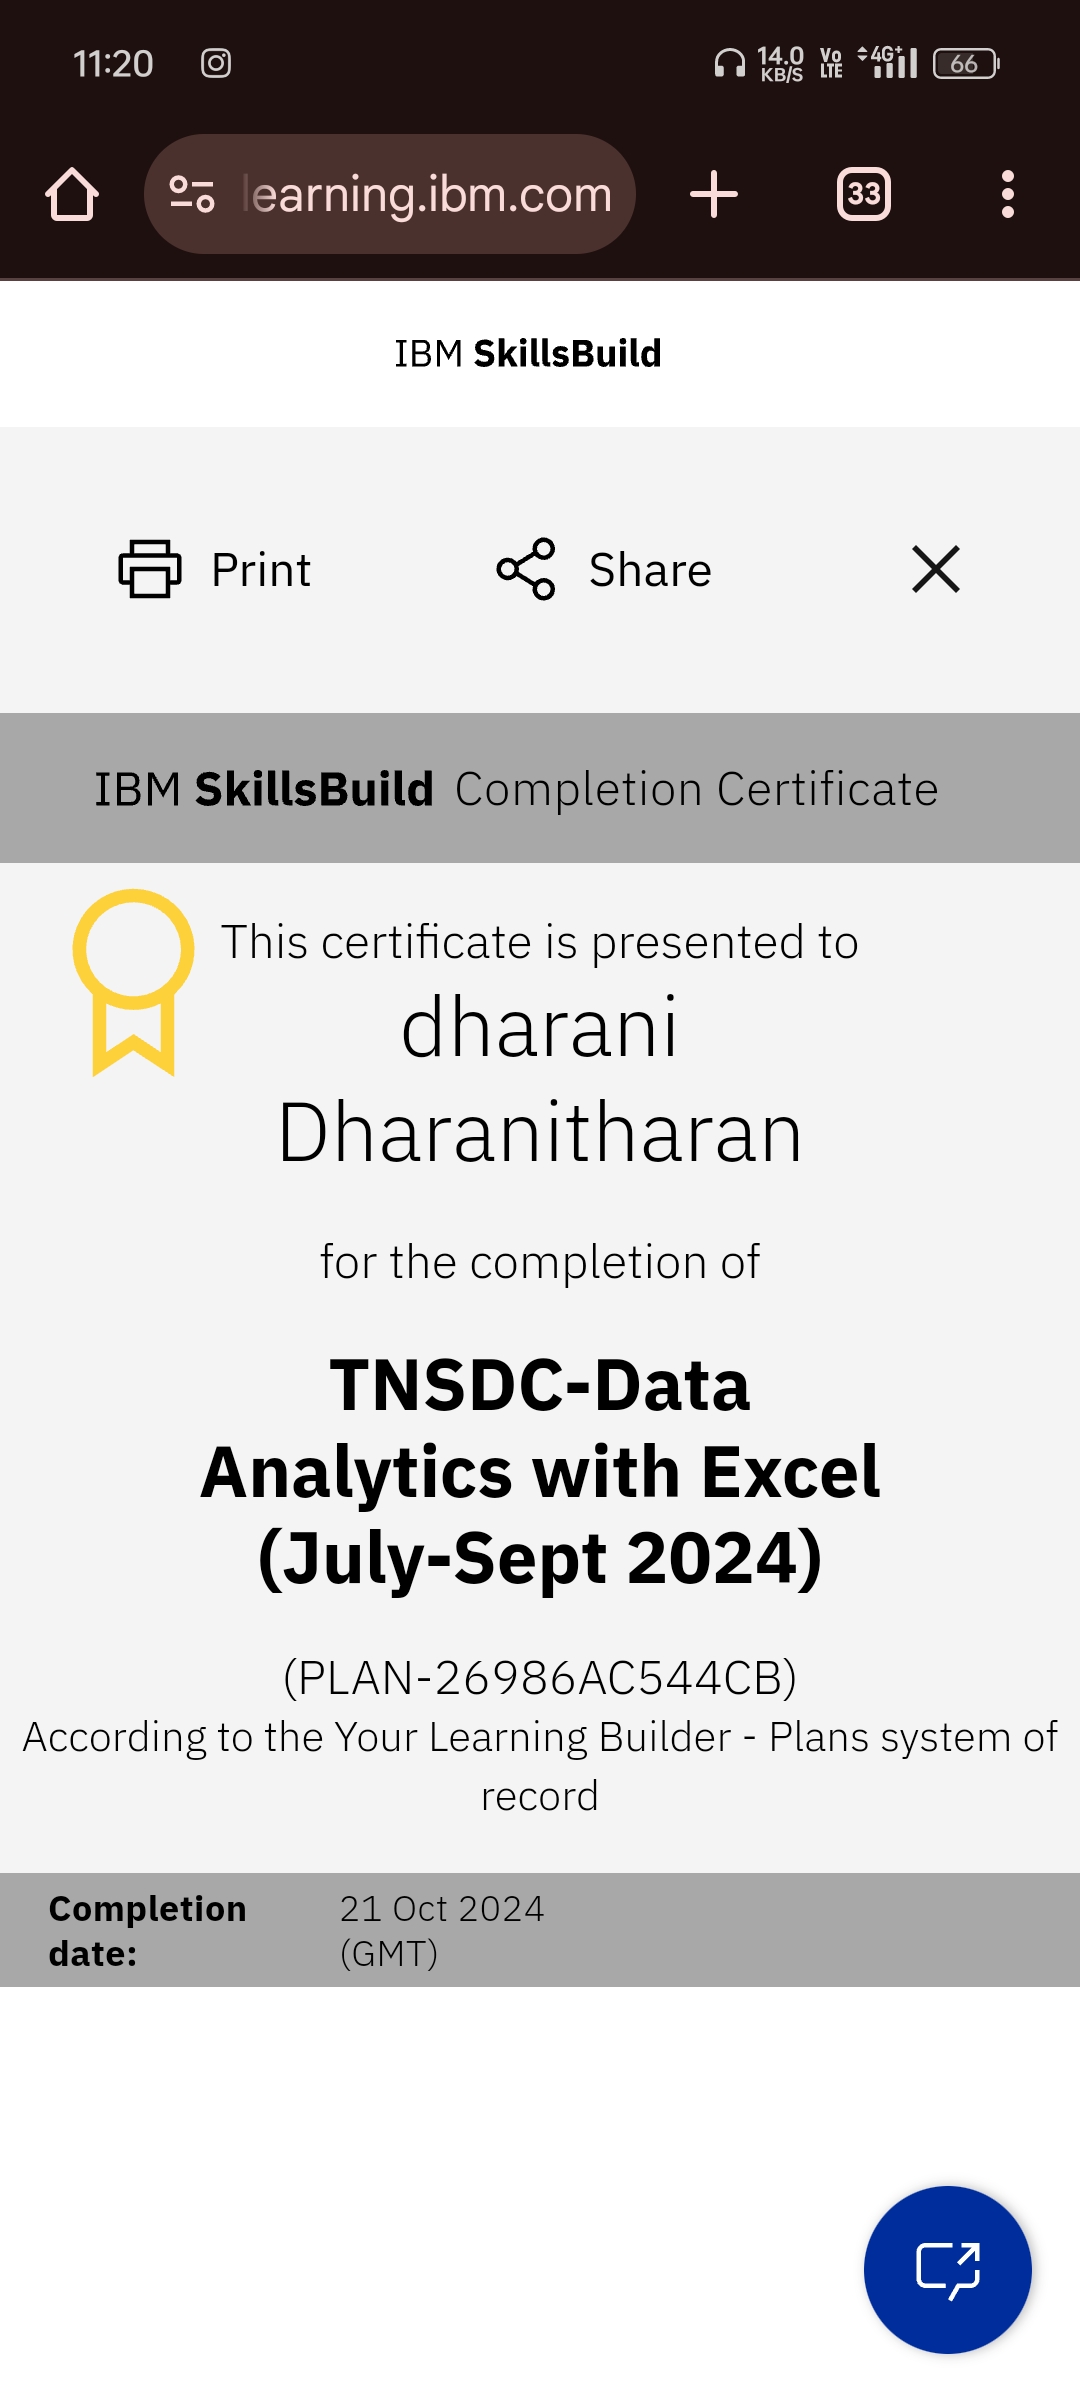 11:20
14.0
KB/S
Vo
LTE
4G+
66
learning.ibm.com
33
IBM SkillsBuild
Print
Share
IBM SkillsBuild Completion Certificate
This certificate is presented to
dharani
Dharanitharan
for the completion of
TNSDC-Data
Analytics with Excel
(July-Sept 2024)
(PLAN-26986AC544CB)
According to the Your Learning Builder - Plans system of
record
Completion
date:
21 Oct 2024
(GMT)